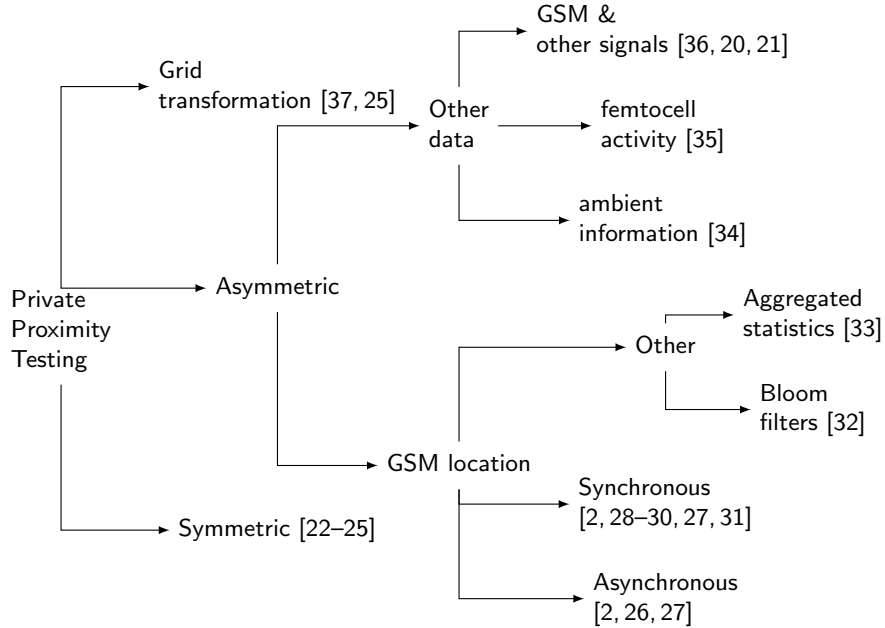 Private
Proximity
Testing
Grid
transformation [37, 25]
Asymmetric
Symmetric [22–25]
Other
data
GSM location
GSM &
other signals [36, 20, 21]
femtocell
activity [35]
ambient
information [34]
Other
Aggregated
statistics [33]
Bloom
filters [32]
Synchronous
[2, 28–30, 27, 31]
Asynchronous
[2, 26, 27]